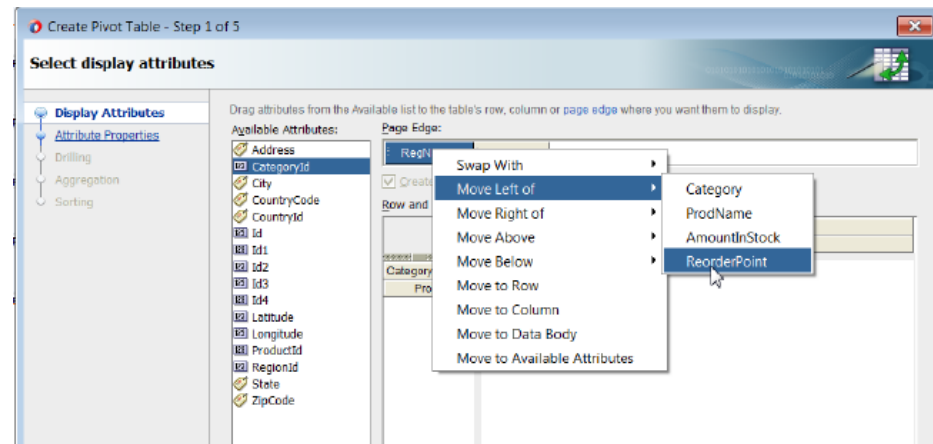 Create Pivot Table - Step 1 of 5
Select display attributes
Display Attributes
Attribute Properties
Drilling
Aggregation
Sorting
Drag attributes from the Available list to the table's row, column or page edge where you want them to display.
Available Attributes:
Address
CategoryId
City
CountryCode
CountryId
Id
Id1
Id2
Id3
Id4
Latitude
Longitude
ProductId
RegionId
State
ZipCode
Page Edge:
RegN
Create
Row and
Category
Pro
Swap With
Move Left of
Move Right of
Move Above
Move Below
Move to Row
Move to Column
Move to Data Body
Move to Available Attributes
Category
ProdName
AmountInStock
ReorderPoint